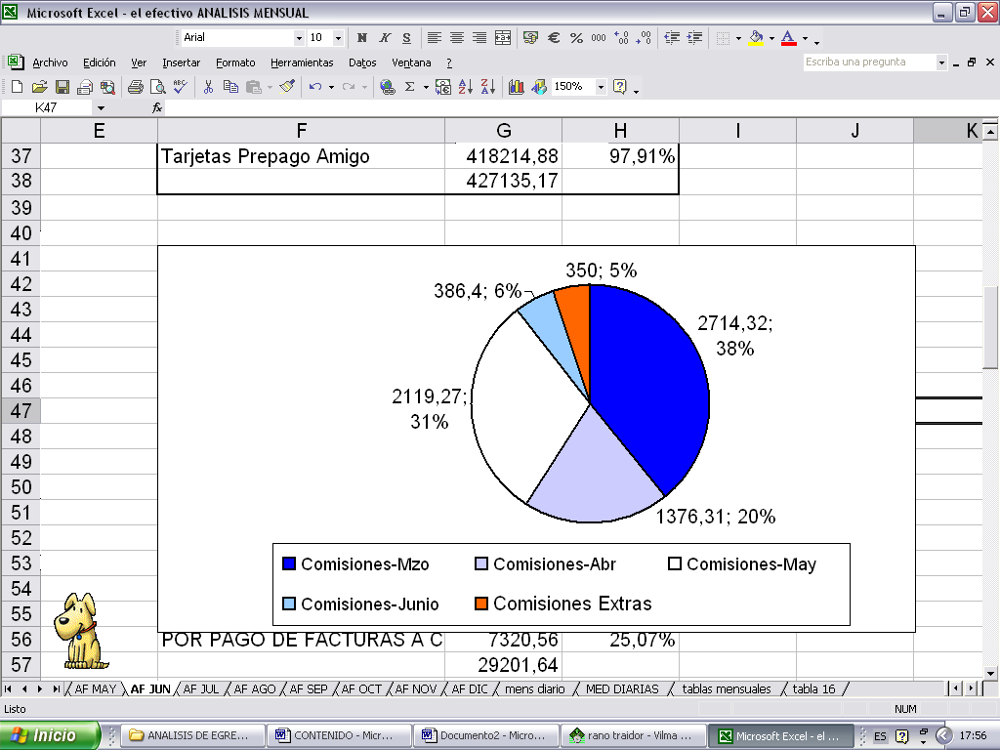 Microsoft Excel - el efectivo ANALISIS MENSUAL
Arial 10 N K S € % 000
Archivo Edición Ver Insertar Formato Herramientas Datos Ventana ? Escriba una pregunta
150%
K47 fx
E F G H I J K
37 Tarjetas Prepago Amigo 418214,88 97,91%
38 427135,17
39
40
41
42
43
44
45
46
47
48
49
50
51
52
53
54
55
350; 5%
386,4; 6%
2714,32;
38%
2119,27;
31%
1376,31; 20%
Comisiones-Mzo Comisiones-Abr Comisiones-May
Comisiones-Junio Comisiones Extras
56 POR PAGO DE FACTURAS A C 7320,56 25,07%
57 29201,64
AF MAY AF JUN AF JUL AF AGO AF SEP AF OCT AF NOV AF DIC mens diario MED DIARIAS tablas mensuales tabla 16
Listo NUM
Inicio ANALISIS DE EGRE... CONTENIDO - Micr... Documento2 - Micro... rano traidor - Vilma ... Microsoft Excel - el ... ES 17:56